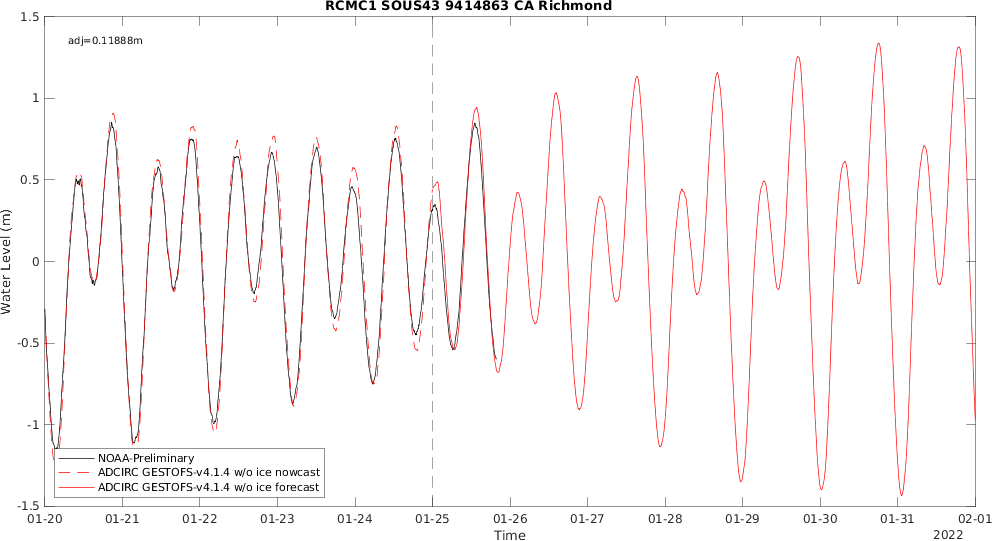 RCMC1 SOUS43 9414863 CA Richmond
adj=0.11888m
1.5
1
0.5
0
-0.5
-1
-1.5
Water Level (m)
NOAA-Preliminary
ADCIRC GESTOFS-v4.1.4 w/o ice nowcast
ADCIRC GESTOFS-v4.1.4 w/o ice forecast
01-20 01-21 01-22 01-23 01-24 01-25 01-26 01-27 01-28 01-29 01-30 01-31 02-01
Time
2022